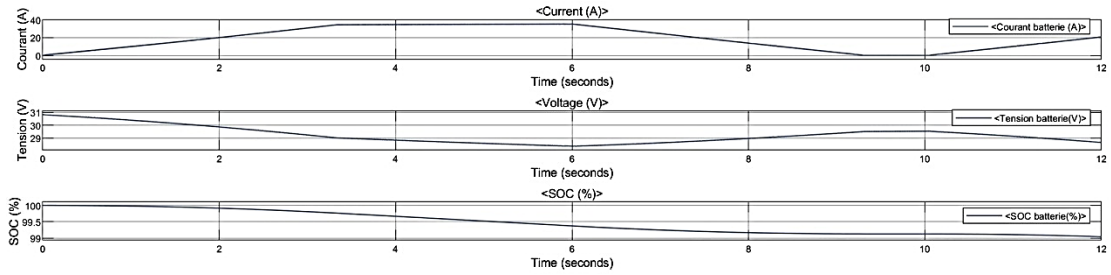 <Current (A)>
Courant (A)
40
20
0
<Courant batterie (A)>
0 2 4 6 8 10 12
Time (seconds)
<Voltage (V)>
Tension (V)
31
30
29
<Tension batterie(V)>
0 2 4 6 8 10 12
Time (seconds)
<SOC (%)>
SOC (%)
100
99.5
99
<SOC batterie(%)>
0 2 4 6 8 10 12
Time (seconds)